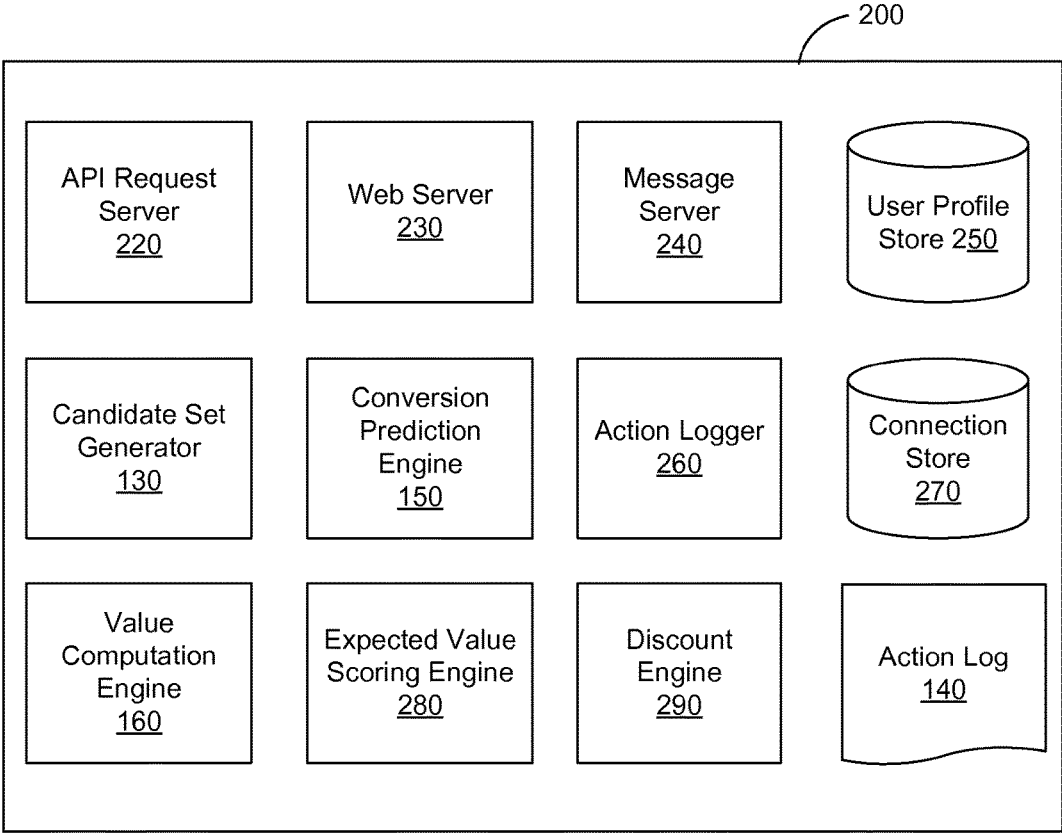 200
API Request
Server
220
Web Server
230
Message
Server
240
User Profile
Store 250
Candidate Set
Generator
130
Conversion
Prediction
Engine
150
Action Logger
260
Connection
Store
270
Value
Computation
Engine
160
Expected Value
Scoring Engine
280
Discount
Engine
290
Action Log
140